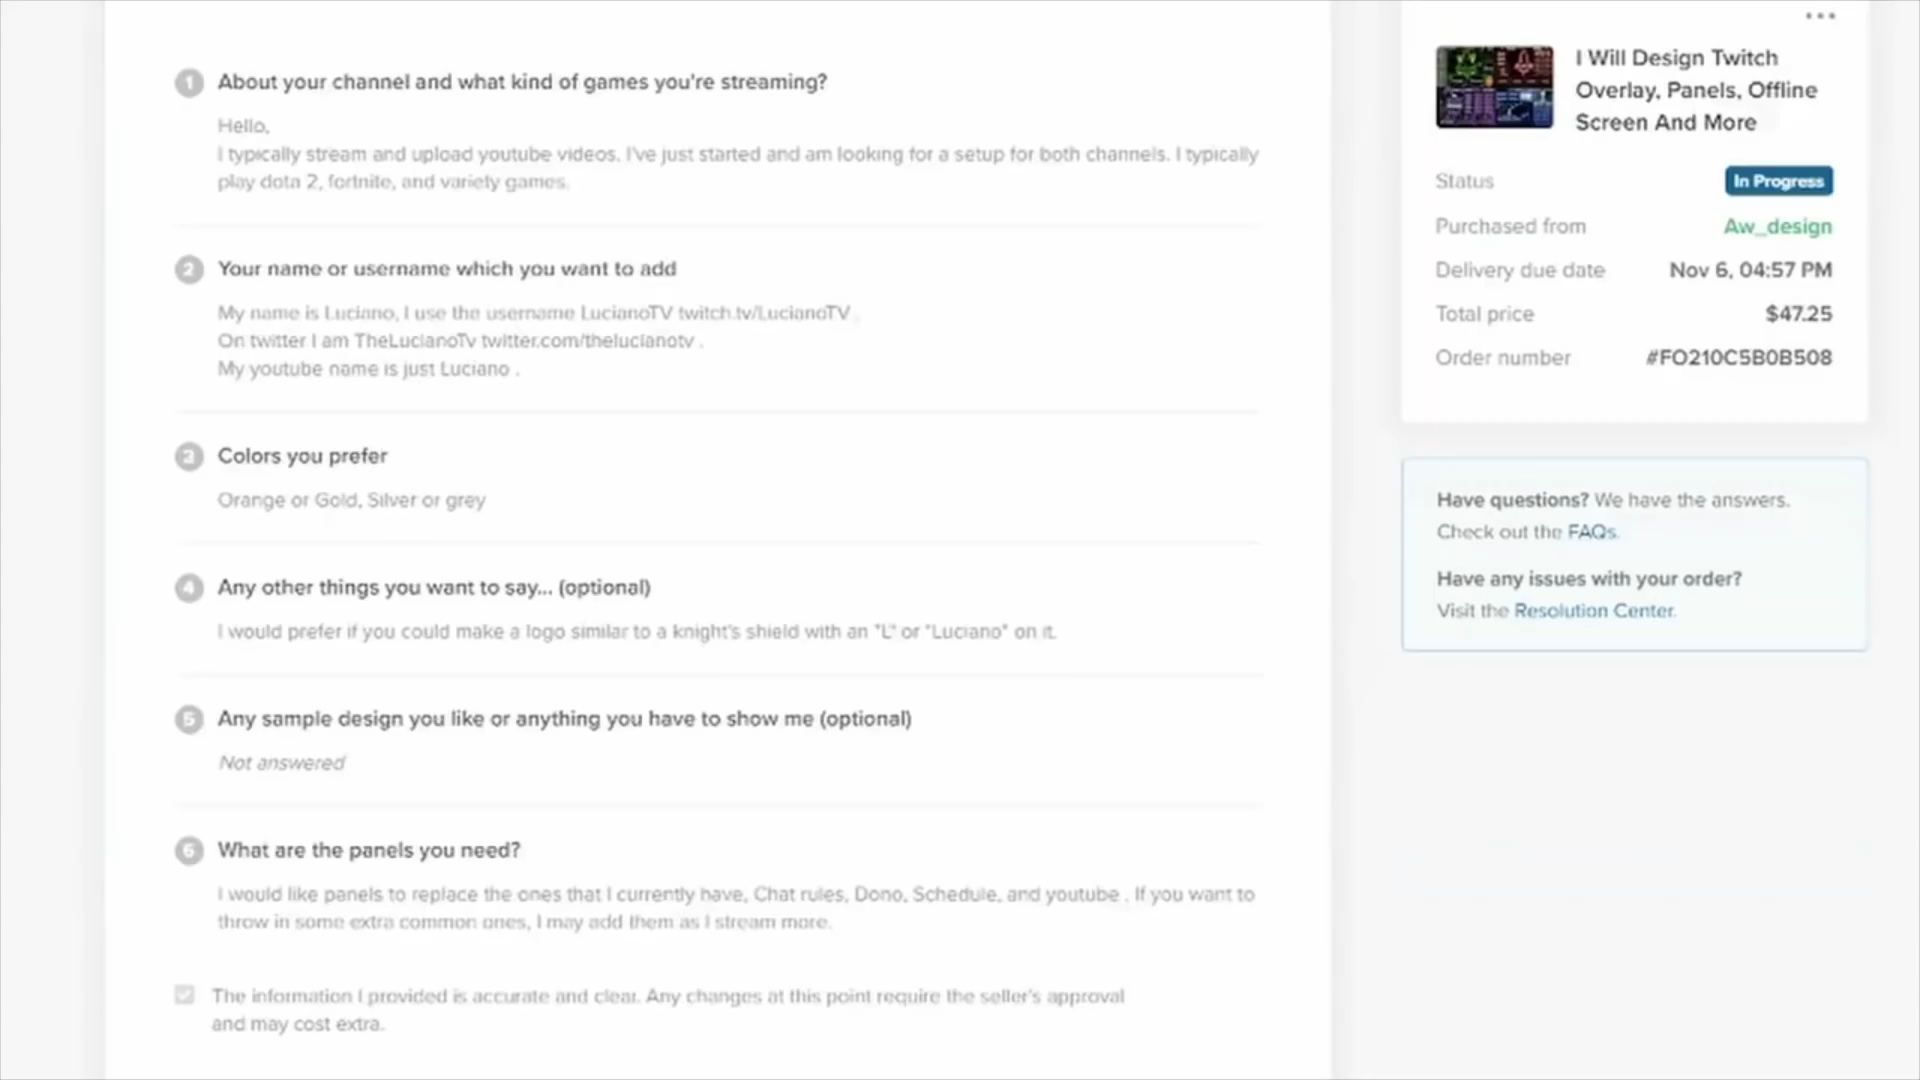 1 About your channel and what kind of games you're streaming?
Hello,
I typically stream and upload youtube videos. I've just started and am looking for a setup for both channels. I typically
play dota 2, fortnite, and variety games.
2 Your name or username which you want to add
My name is Luciano, I use the username LucianoTV twitch.tv/LucianoTV .
On twitter I am TheLucianoTv twitter.com/thelucianotv .
My youtube name is just Luciano .
3 Colors you prefer
Orange or Gold, Silver or grey
4 Any other things you want to say... (optional)
I would prefer if you could make a logo similar to a knight's shield with an "L" or "Luciano" on it.
5 Any sample design you like or anything you have to show me (optional)
Not answered
6 What are the panels you need?
I would like panels to replace the ones that I currently have, Chat rules, Dono, Schedule, and youtube . If you want to
throw in some extra common ones, I may add them as I stream more.
The information I provided is accurate and clear. Any changes at this point require the seller's approval
and may cost extra.
I Will Design Twitch
Overlay, Panels, Offline
Screen And More
Status In Progress
Purchased from Aw_design
Delivery due date Nov 6, 04:57 PM
Total price $47.25
Order number #FO210C5B0B508
Have questions? We have the answers.
Check out the FAQs.
Have any issues with your order?
Visit the Resolution Center.